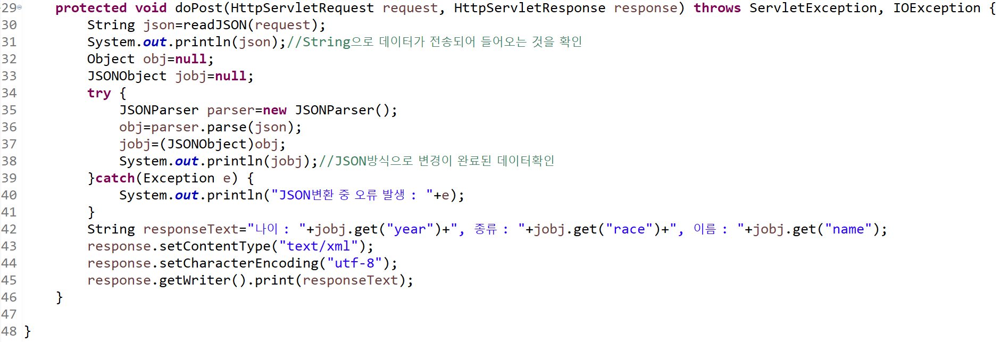 29 protected void doPost(HttpServletRequest request, HttpServletResponse response) throws ServletException, IOException {
30 String json=readJSON(request);
31 System.out.println(json);//String으로 데이터가 전송되어 들어오는 것을 확인
32 Object obj=null;
33 JSONObject jobj=null;
34 try {
35 JSONParser parser=new JSONParser();
36 obj=parser.parse(json);
37 jobj=(JSONObject)obj;
38 System.out.println(jobj);//JSON방식으로 변경이 완료된 데이터확인
39 }catch(Exception e) {
40 System.out.println("JSON변환 중 오류 발생 : "+e);
41 }
42 String responseText="나이 : "+jobj.get("year")+", 종류 : "+jobj.get("race")+", 이름 : "+jobj.get("name");
43 response.setContentType("text/xml");
44 response.setCharacterEncoding("utf-8");
45 response.getWriter().print(responseText);
46 }
47
48 }